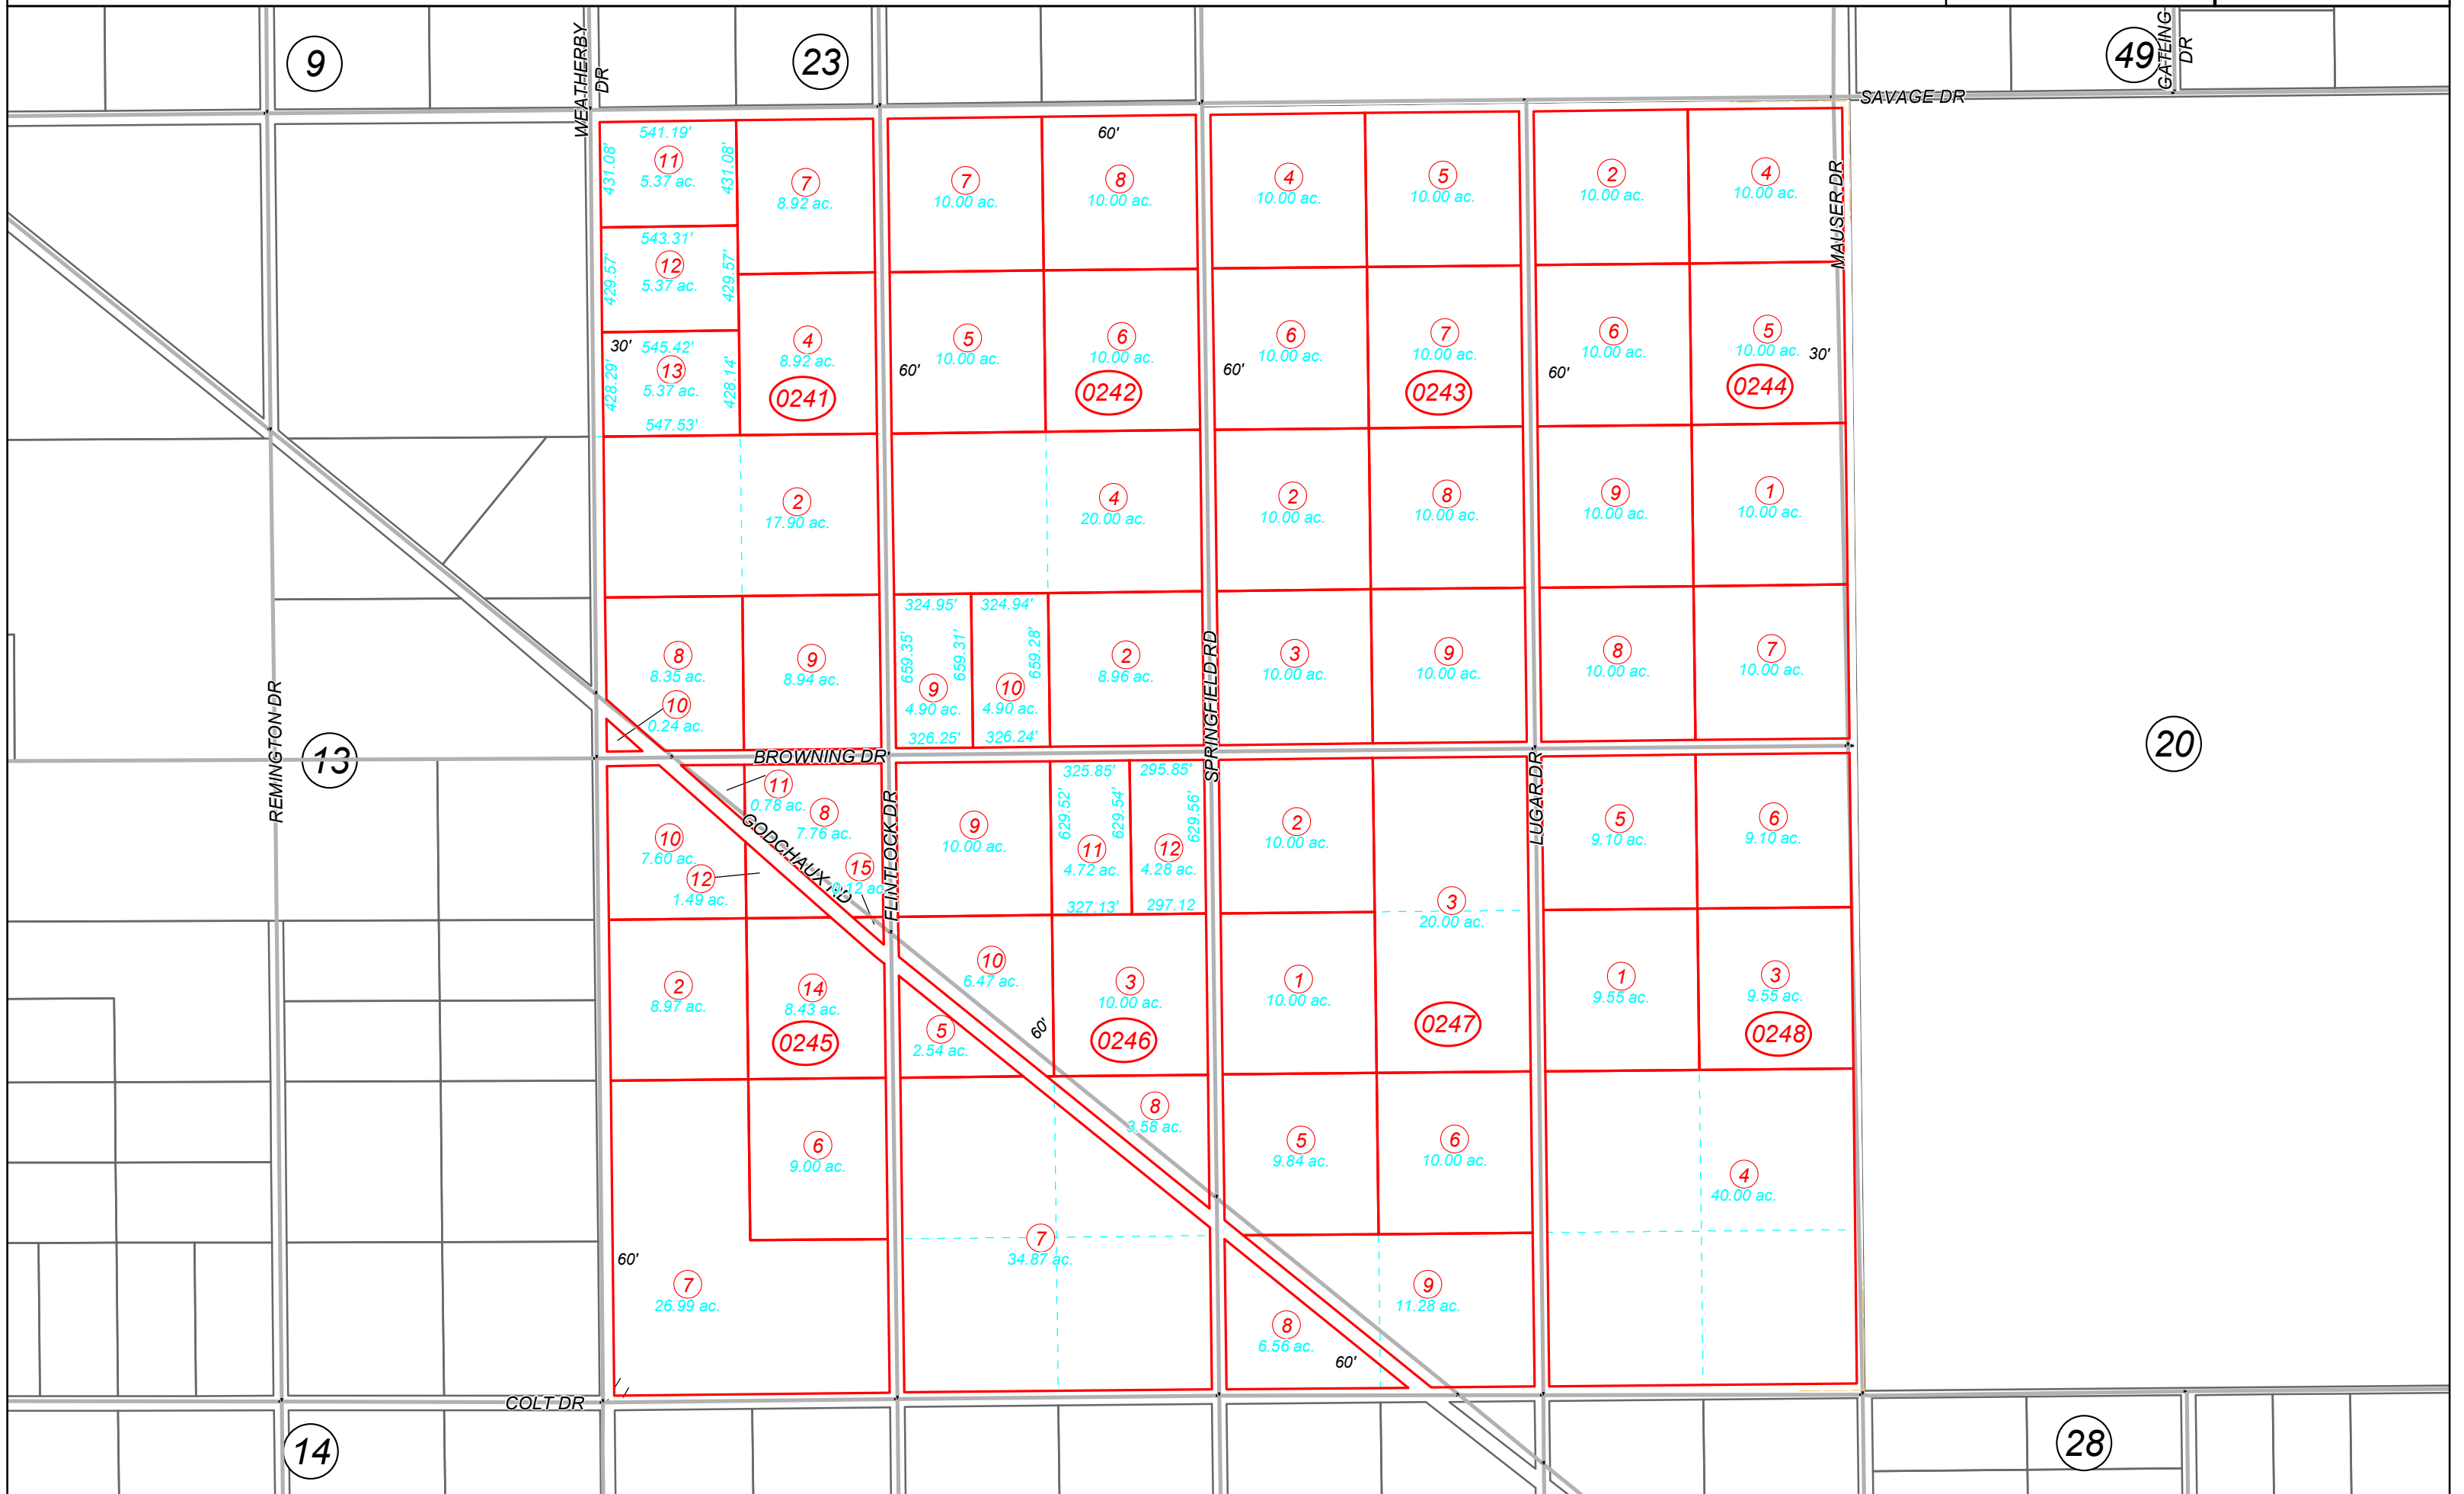 9
23
49
WEATHERBY
DR
GATLING
DR
SAVAGE DR
MAUSER DR
541.19'
431.08'
431.08'
11
5.37 ac.
7
8.92 ac.
543.31'
429.57'
429.57'
12
5.37 ac.
30'
545.42'
428.29'
428.14'
13
5.37 ac.
547.53'
4
8.92 ac.
0241
2
17.90 ac.
8
8.35 ac.
10
0.24 ac.
9
8.94 ac.
60'
7
10.00 ac.
8
10.00 ac.
5
10.00 ac.
6
10.00 ac.
60'
0242
4
20.00 ac.
324.95'
324.94'
659.35'
659.31'
659.28'
9
4.90 ac.
10
4.90 ac.
326.25'
326.24'
2
8.96 ac.
4
10.00 ac.
5
10.00 ac.
6
10.00 ac.
7
10.00 ac.
60'
0243
2
10.00 ac.
8
10.00 ac.
3
10.00 ac.
9
10.00 ac.
2
10.00 ac.
4
10.00 ac.
6
10.00 ac.
5
10.00 ac.
60'
30'
0244
9
10.00 ac.
1
10.00 ac.
8
10.00 ac.
7
10.00 ac.
SPRINGFIELD RD
REMINGTON DR
13
20
BROWNING DR
FLINTLOCK DR
LUGAR DR
GODCHAUX RD
11
0.78 ac.
8
7.76 ac.
10
7.60 ac.
12
1.49 ac.
15
0.12 ac.
2
8.97 ac.
14
8.43 ac.
0245
6
9.00 ac.
60'
7
26.99 ac.
9
10.00 ac.
325.85'
295.85'
629.52'
629.54'
629.56'
11
4.72 ac.
12
4.28 ac.
327.13'
297.12
10
6.47 ac.
3
10.00 ac.
60'
5
2.54 ac.
0246
8
3.58 ac.
7
34.87 ac.
2
10.00 ac.
3
20.00 ac.
1
10.00 ac.
0247
5
9.84 ac.
6
10.00 ac.
9
11.28 ac.
8
6.56 ac.
60'
5
9.10 ac.
6
9.10 ac.
1
9.55 ac.
3
9.55 ac.
0248
4
40.00 ac.
COLT DR
14
28